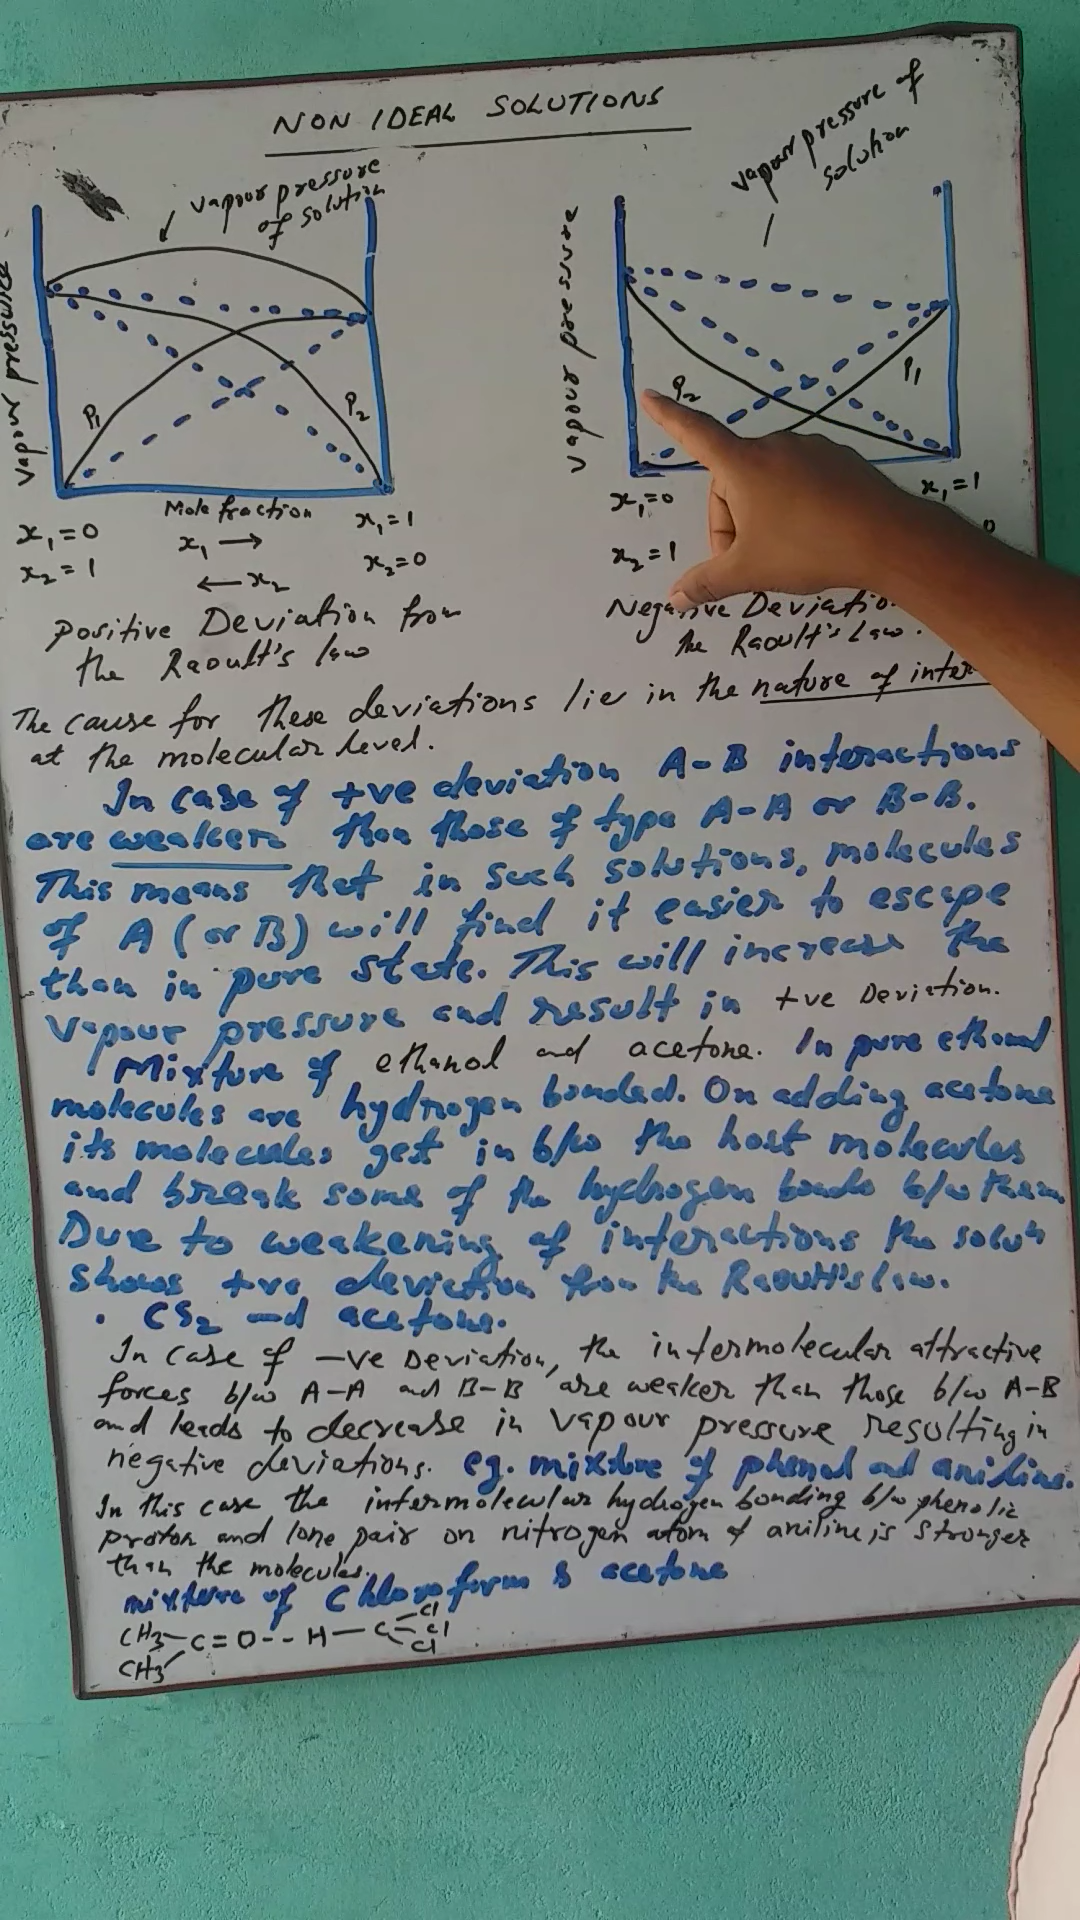 NON IDEAL SOLUTIONS
vapour pressure
of solution
vapour pressure
P1
P2
Mole fraction
x1=0
x1 →
x1=1
x2=1
← x2
x2=0
Positive Deviation from
the Raoult's law
vapour pressure of
solution
vapour pressure
P2
P1
x1=0
x1=1
x2=1
0
Negative Deviatio
the Raoult's Law.
The cause for these deviations lie in the nature of inter
at the molecular level.
In case of +ve deviation A-B interactions
are weaker than those of type A-A or B-B.
This means that in such solutions, molecules
of A (or B) will find it easier to escape
than in pure state. This will increase the
vapour pressure and result in +ve Deviation.
Mixture of ethanol and acetone. In pure ethanol
molecules are hydrogen bonded. On adding acetone
its molecules get in b/w the host molecules
and break some of the hydrogen bonds b/w them
Due to weakening of interactions the solun
shows +ve deviation from the Raoult's law.
• CS2 and acetone.
In case of -ve Deviation, the intermolecular attractive
forces b/w A-A and B-B are weaker than those b/w A-B
and leads to decrease in vapour pressure resulting in
negative deviations. eg. mixture of phenol and aniline.
In this case the intermolecular hydrogen bonding b/w phenolic
proton and lone pair on nitrogen atom of aniline is stronger
than the molecules.
mixture of Chloroform & acetone
CH3-C=O---H-C-Cl
Cl
Cl
CH3